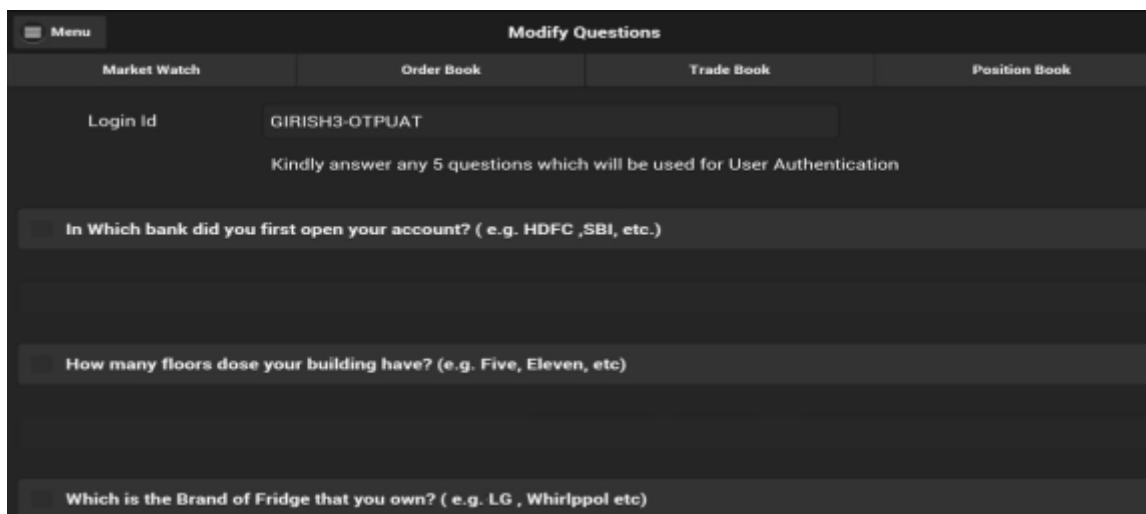 Menu
Modify Questions
Market Watch Order Book Trade Book Position Book
Login Id GIRISH3-OTPUAT
Kindly answer any 5 questions which will be used for User Authentication
In Which bank did you first open your account? ( e.g. HDFC ,SBI, etc.)
How many floors dose your building have? (e.g. Five, Eleven, etc)
Which is the Brand of Fridge that you own? ( e.g. LG , Whirlppol etc)